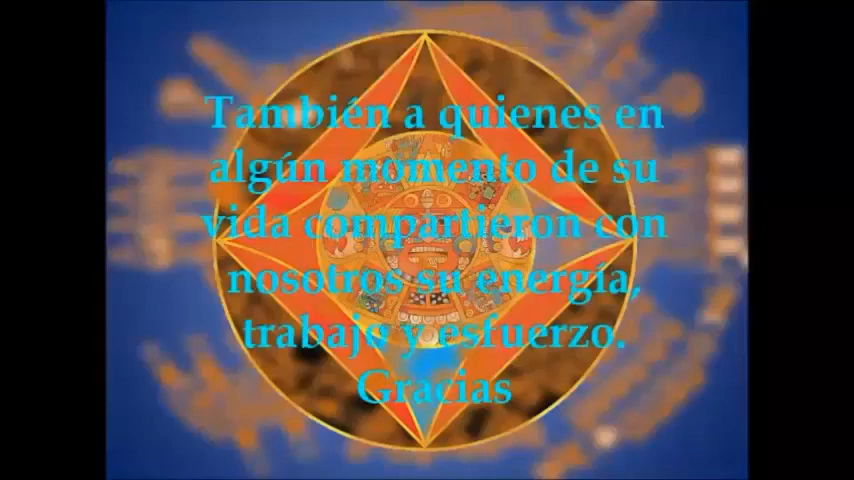 También a quienes en
algún momento de su
vida compartieron con
nosotros su energía,
trabajo y esfuerzo.
Gracias